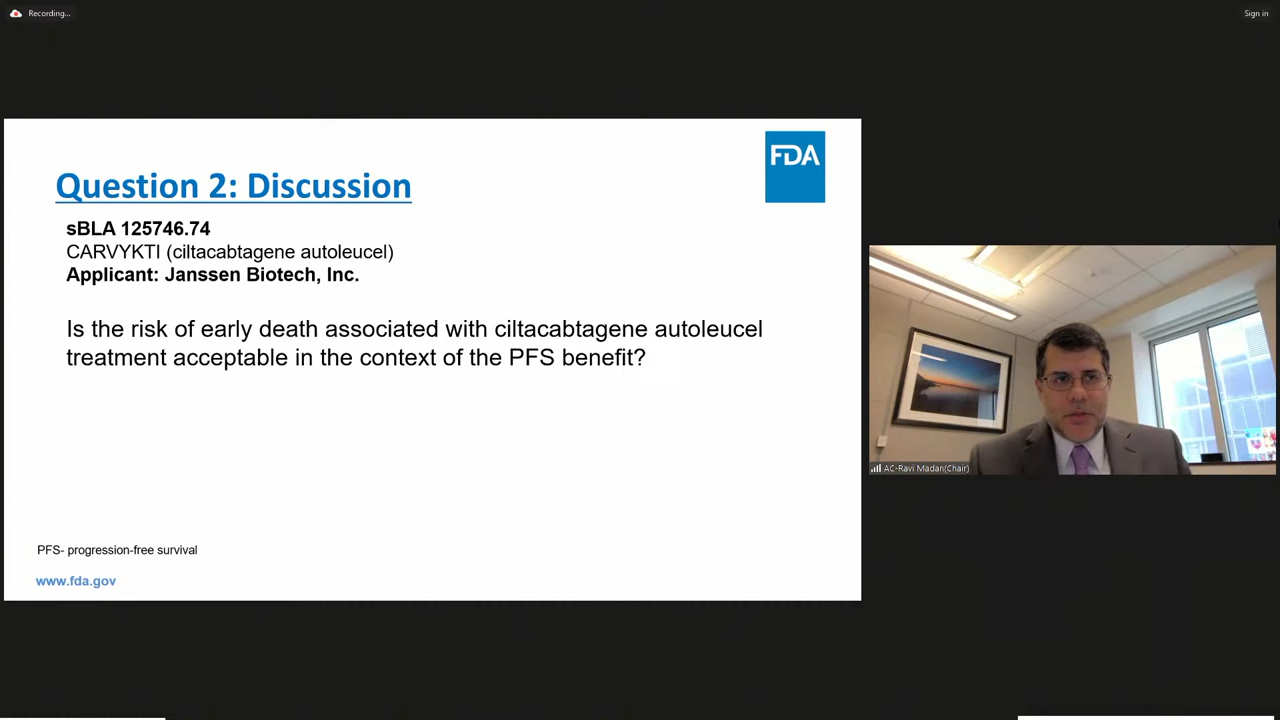 Recording...
Sign in
FDA
Question 2: Discussion
sBLA 125746.74
CARVYKTI (ciltacabtagene autoleucel)
Applicant: Janssen Biotech, Inc.
Is the risk of early death associated with ciltacabtagene autoleucel
treatment acceptable in the context of the PFS benefit?
AC-Ravi Madan(Chair)
PFS- progression-free survival
www.fda.gov